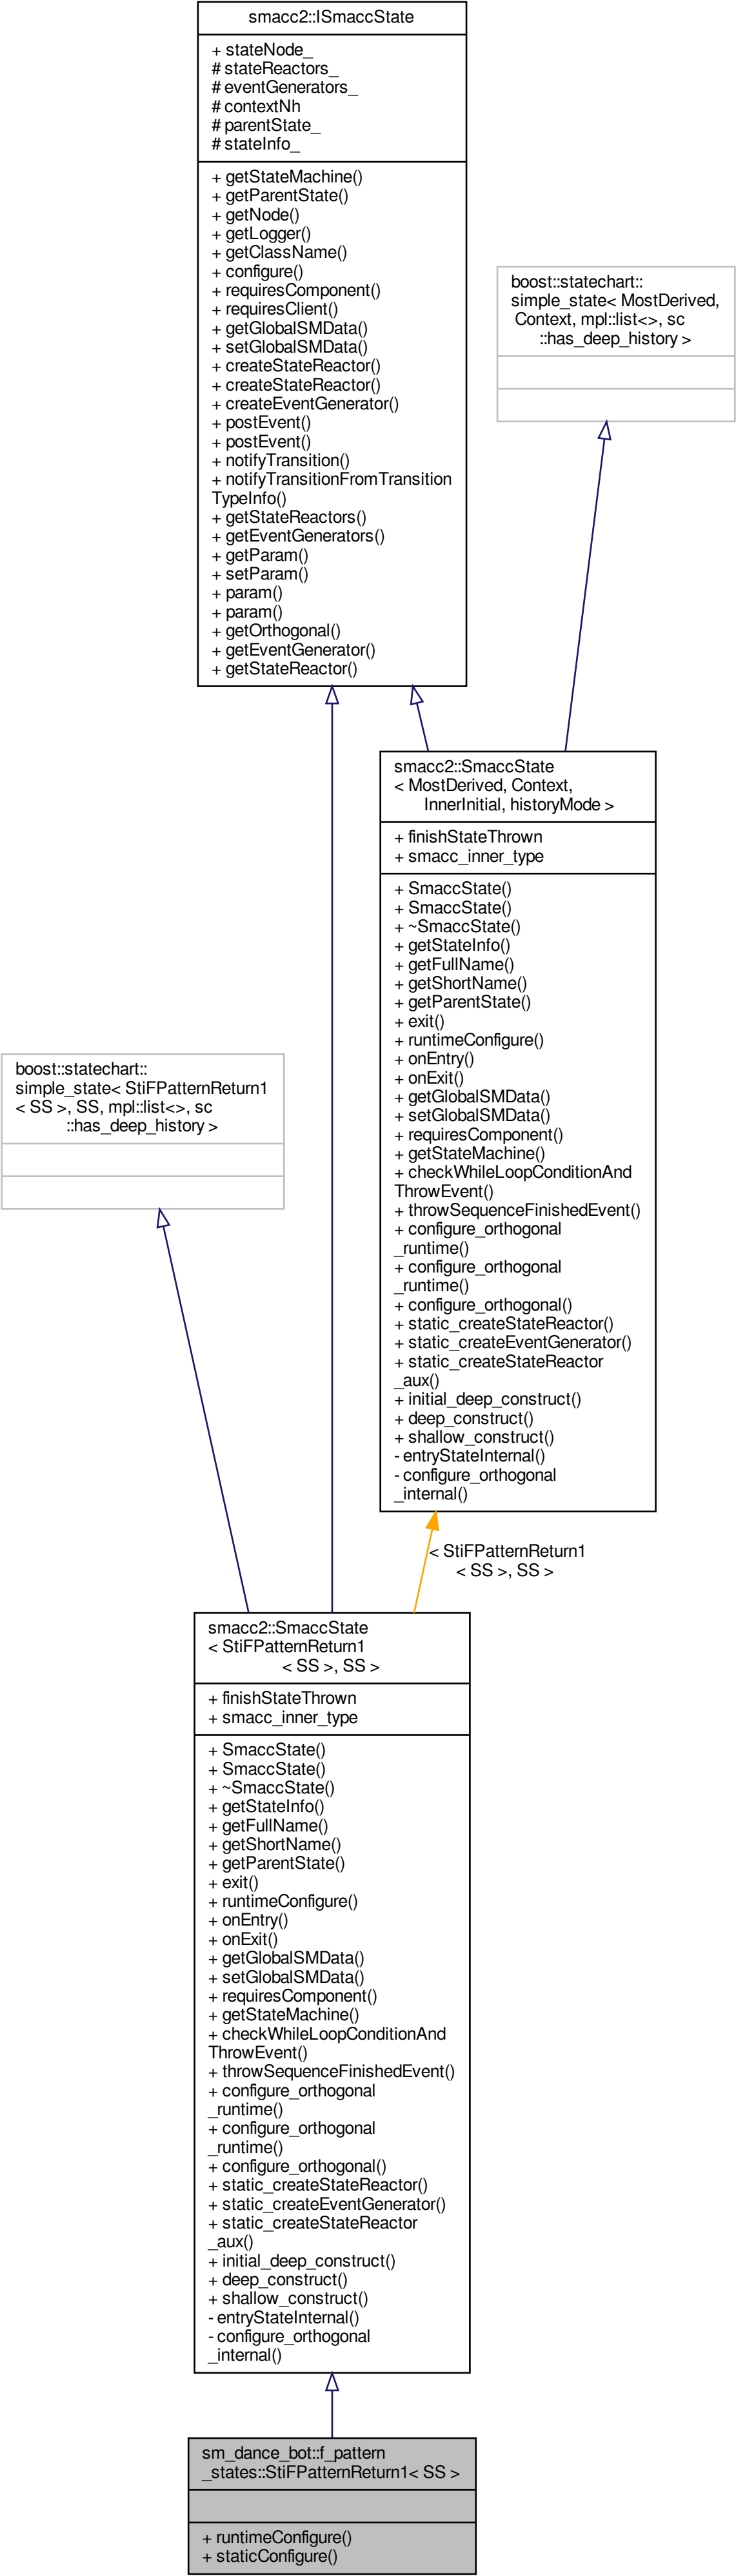 smacc2::ISmaccState
+ stateNode_
# stateReactors_
# eventGenerators_
# contextNh
# parentState_
# stateInfo_
+ getStateMachine()
+ getParentState()
+ getNode()
+ getLogger()
+ getClassName()
+ configure()
+ requiresComponent()
+ requiresClient()
+ getGlobalSMData()
+ setGlobalSMData()
+ createStateReactor()
+ createStateReactor()
+ createEventGenerator()
+ postEvent()
+ postEvent()
+ notifyTransition()
+ notifyTransitionFromTransition
TypeInfo()
+ getStateReactors()
+ getEventGenerators()
+ getParam()
+ setParam()
+ param()
+ param()
+ getOrthogonal()
+ getEventGenerator()
+ getStateReactor()
boost::statechart::
simple_state< MostDerived,
Context, mpl::list<>, sc
::has_deep_history >
smacc2::SmaccState
< MostDerived, Context,
InnerInitial, historyMode >
+ finishStateThrown
+ smacc_inner_type
+ SmaccState()
+ SmaccState()
+ ~SmaccState()
+ getStateInfo()
+ getFullName()
+ getShortName()
+ getParentState()
+ exit()
+ runtimeConfigure()
+ onEntry()
+ onExit()
+ getGlobalSMData()
+ setGlobalSMData()
+ requiresComponent()
+ getStateMachine()
+ checkWhileLoopConditionAnd
ThrowEvent()
+ throwSequenceFinishedEvent()
+ configure_orthogonal
_runtime()
+ configure_orthogonal
_runtime()
+ configure_orthogonal()
+ static_createStateReactor()
+ static_createEventGenerator()
+ static_createStateReactor
_aux()
+ initial_deep_construct()
+ deep_construct()
+ shallow_construct()
- entryStateInternal()
- configure_orthogonal
_internal()
boost::statechart::
simple_state< StiFPatternReturn1
< SS >, SS, mpl::list<>, sc
::has_deep_history >
< StiFPatternReturn1
< SS >, SS >
smacc2::SmaccState
< StiFPatternReturn1
< SS >, SS >
+ finishStateThrown
+ smacc_inner_type
+ SmaccState()
+ SmaccState()
+ ~SmaccState()
+ getStateInfo()
+ getFullName()
+ getShortName()
+ getParentState()
+ exit()
+ runtimeConfigure()
+ onEntry()
+ onExit()
+ getGlobalSMData()
+ setGlobalSMData()
+ requiresComponent()
+ getStateMachine()
+ checkWhileLoopConditionAnd
ThrowEvent()
+ throwSequenceFinishedEvent()
+ configure_orthogonal
_runtime()
+ configure_orthogonal
_runtime()
+ configure_orthogonal()
+ static_createStateReactor()
+ static_createEventGenerator()
+ static_createStateReactor
_aux()
+ initial_deep_construct()
+ deep_construct()
+ shallow_construct()
- entryStateInternal()
- configure_orthogonal
_internal()
sm_dance_bot::f_pattern
_states::StiFPatternReturn1< SS >
+ runtimeConfigure()
+ staticConfigure()